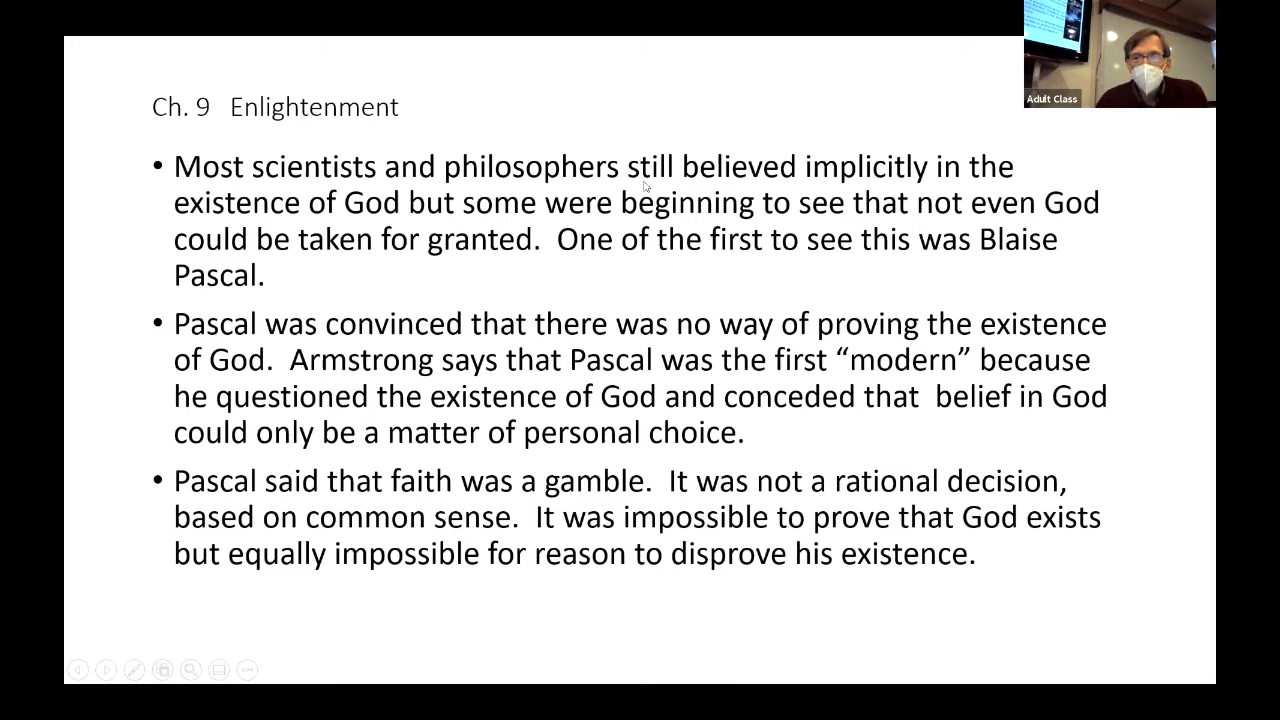 Ch. 9   Enlightenment
• Most scientists and philosophers still believed implicitly in the
existence of God but some were beginning to see that not even God
could be taken for granted.  One of the first to see this was Blaise
Pascal.
• Pascal was convinced that there was no way of proving the existence
of God.  Armstrong says that Pascal was the first “modern” because
he questioned the existence of God and conceded that  belief in God
could only be a matter of personal choice.
• Pascal said that faith was a gamble.  It was not a rational decision,
based on common sense.  It was impossible to prove that God exists
but equally impossible for reason to disprove his existence.
Adult Class